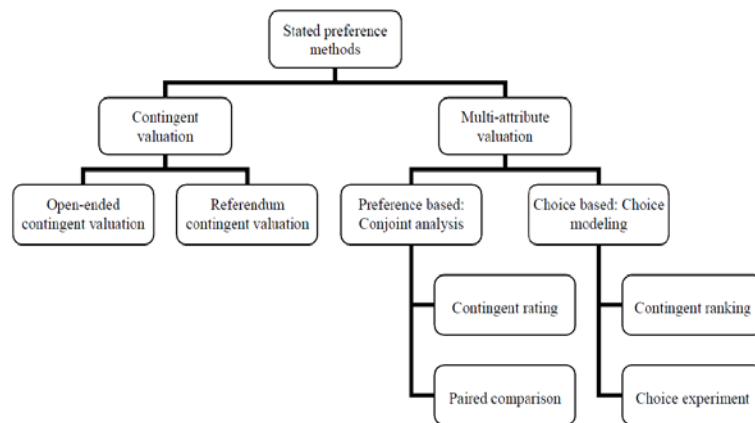 Stated preference
methods
Contingent
valuation
Multi-attribute
valuation
Open-ended
contingent valuation
Referendum
contingent valuation
Preference based:
Conjoint analysis
Choice based: Choice
modeling
Contingent rating
Contingent ranking
Paired comparison
Choice experiment